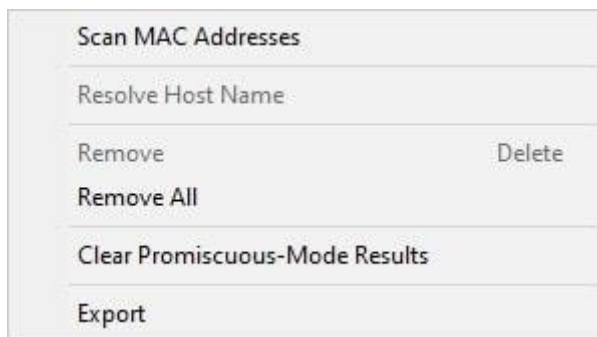 Scan MAC Addresses
Resolve Host Name
Remove Delete
Remove All
Clear Promiscuous-Mode Results
Export